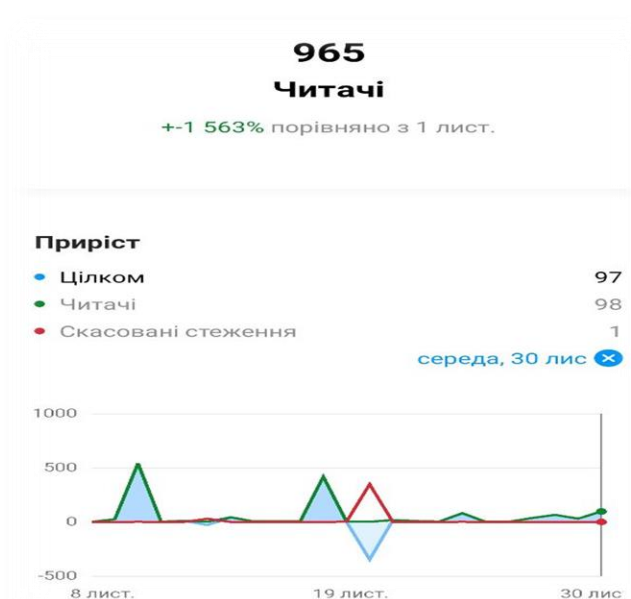 965
Читачі
+-1 563% порівняно з 1 лист.
Приріст
Цілком 97
Читачі 98
Скасовані стеження 1
середа, 30 лис
1000
500
0
-500
8 лист. 19 лист. 30 лис